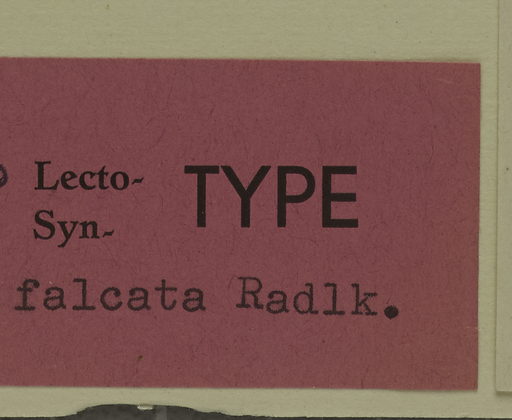 Lecto- TYPE
Syn-
falcata Radlk.